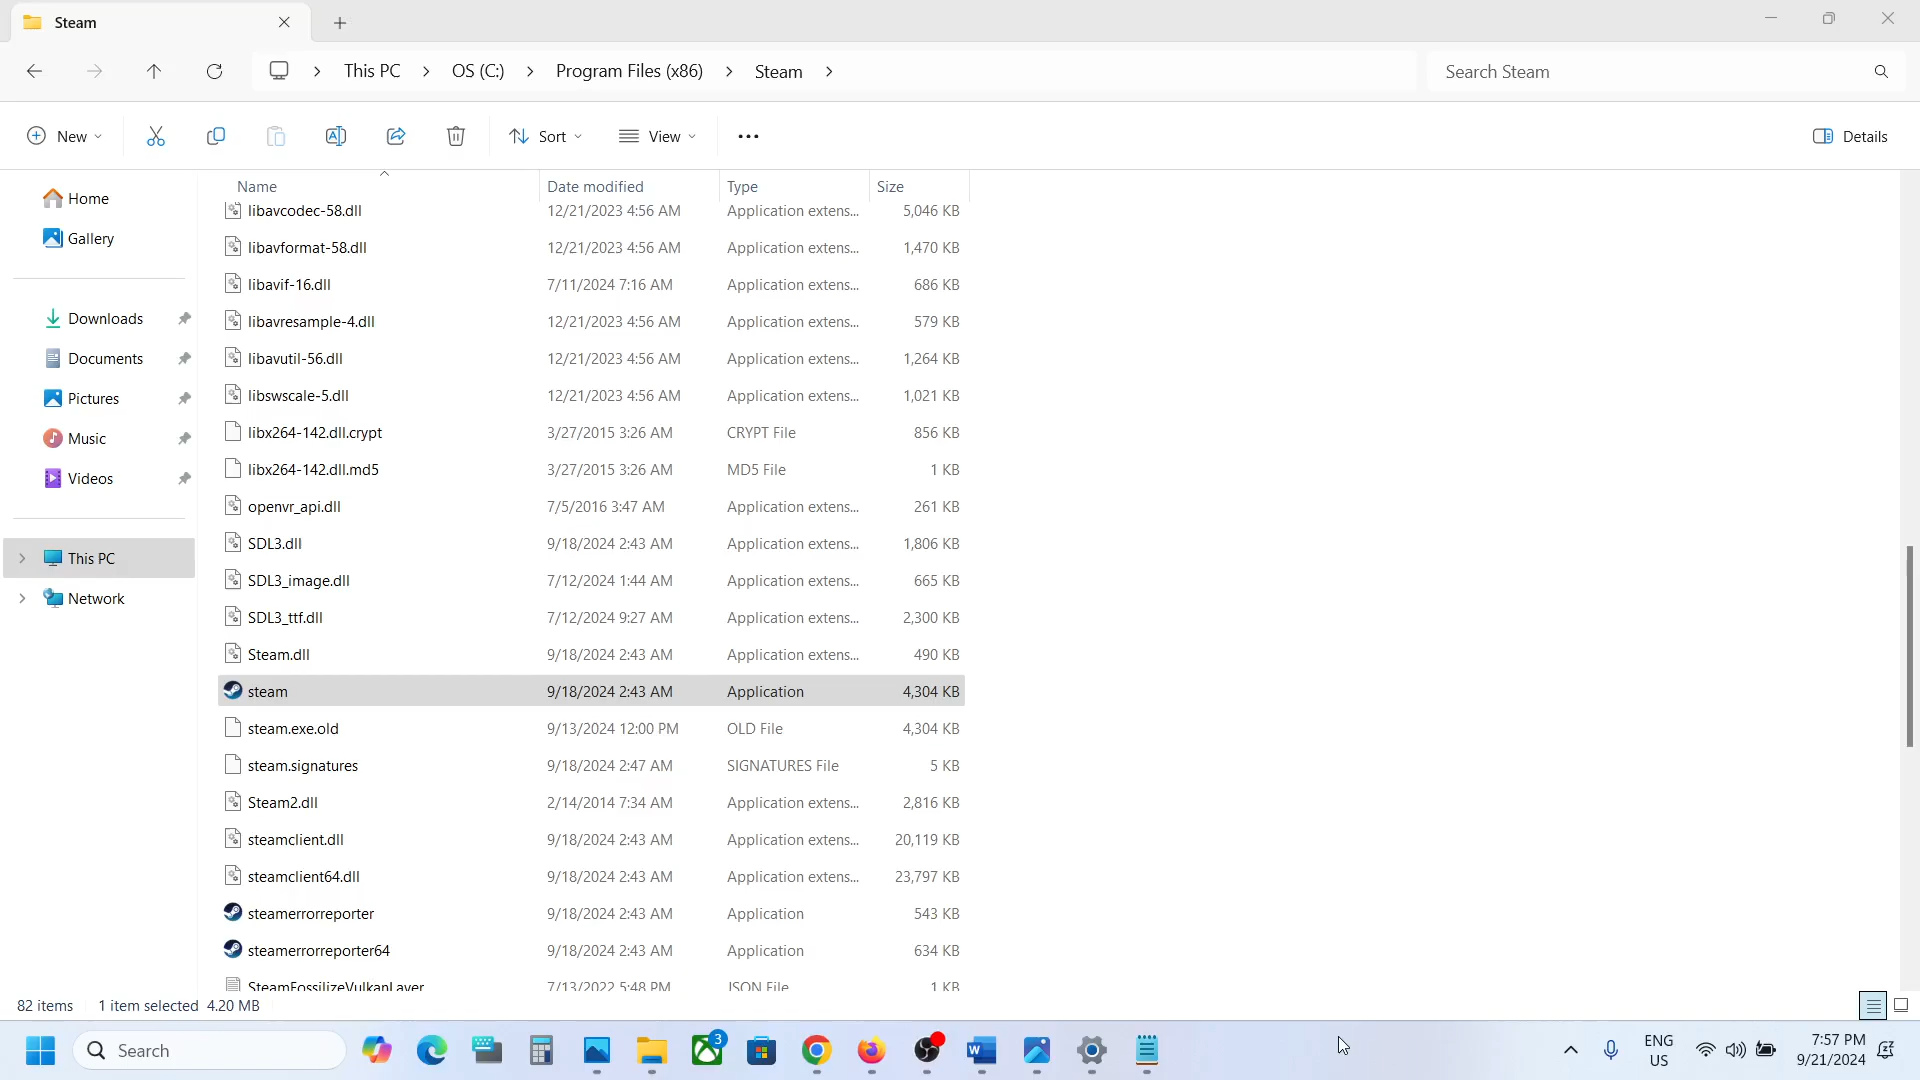 Steam
This PC
OS (C:)
Program Files (x86)
Steam
Search Steam
New
Sort
View
Details
Home
Gallery
Downloads
Documents
Pictures
Music
Videos
This PC
Network
Name Date modified Type Size
libavcodec-58.dll 12/21/2023 4:56 AM Application extens... 5,046 KB
libavformat-58.dll 12/21/2023 4:56 AM Application extens... 1,470 KB
libavif-16.dll 7/11/2024 7:16 AM Application extens... 686 KB
libavresample-4.dll 12/21/2023 4:56 AM Application extens... 579 KB
libavutil-56.dll 12/21/2023 4:56 AM Application extens... 1,264 KB
libswscale-5.dll 12/21/2023 4:56 AM Application extens... 1,021 KB
libx264-142.dll.crypt 3/27/2015 3:26 AM CRYPT File 856 KB
libx264-142.dll.md5 3/27/2015 3:26 AM MD5 File 1 KB
openvr_api.dll 7/5/2016 3:47 AM Application extens... 261 KB
SDL3.dll 9/18/2024 2:43 AM Application extens... 1,806 KB
SDL3_image.dll 7/12/2024 1:44 AM Application extens... 665 KB
SDL3_ttf.dll 7/12/2024 9:27 AM Application extens... 2,300 KB
Steam.dll 9/18/2024 2:43 AM Application extens... 490 KB
steam 9/18/2024 2:43 AM Application 4,304 KB
steam.exe.old 9/13/2024 12:00 PM OLD File 4,304 KB
steam.signatures 9/18/2024 2:47 AM SIGNATURES File 5 KB
Steam2.dll 2/14/2014 7:34 AM Application extens... 2,816 KB
steamclient.dll 9/18/2024 2:43 AM Application extens... 20,119 KB
steamclient64.dll 9/18/2024 2:43 AM Application extens... 23,797 KB
steamerrorreporter 9/18/2024 2:43 AM Application 543 KB
steamerrorreporter64 9/18/2024 2:43 AM Application 634 KB
SteamFossilizeVulkanLayer 7/13/2022 5:48 PM JSON File 1 KB
82 items 1 item selected 4.20 MB
Search
3
ENG
US
7:57 PM
9/21/2024